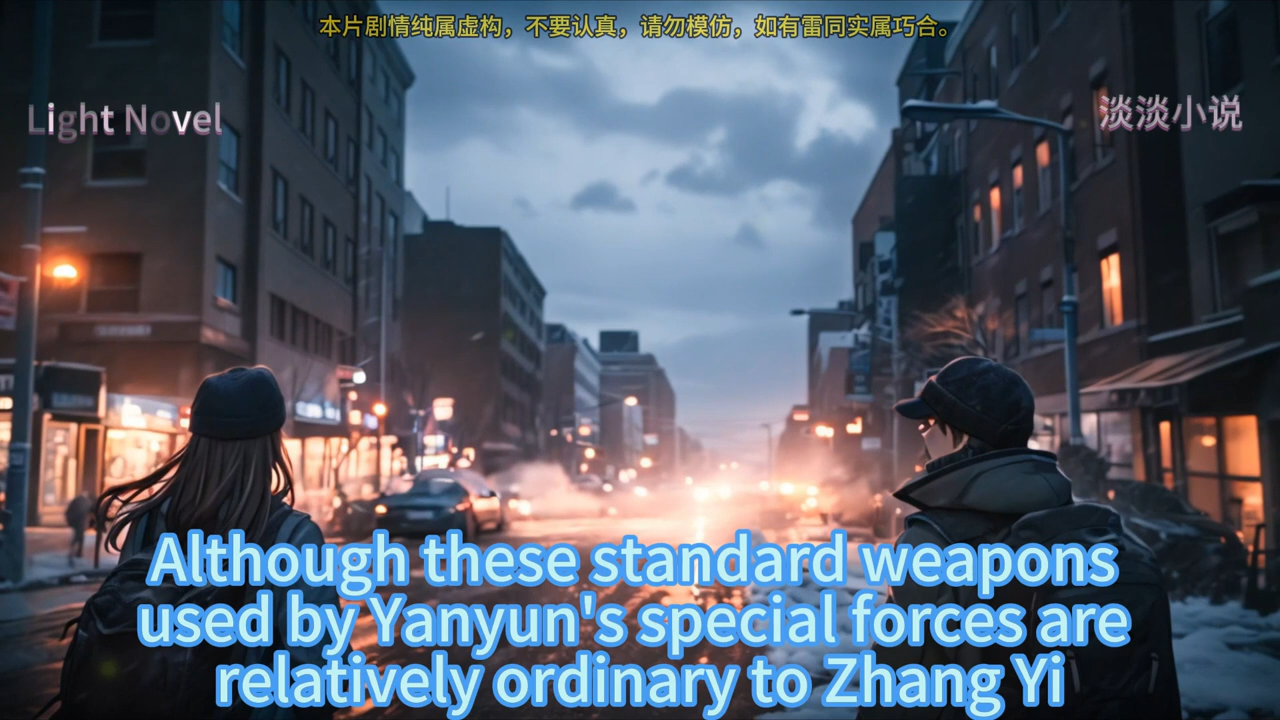 本片剧情纯属虚构，不要认真，请勿模仿，如有雷同实属巧合。
Light Novel
淡淡小说
Although these standard weapons
used by Yanyun's special forces are
relatively ordinary to Zhang Yi